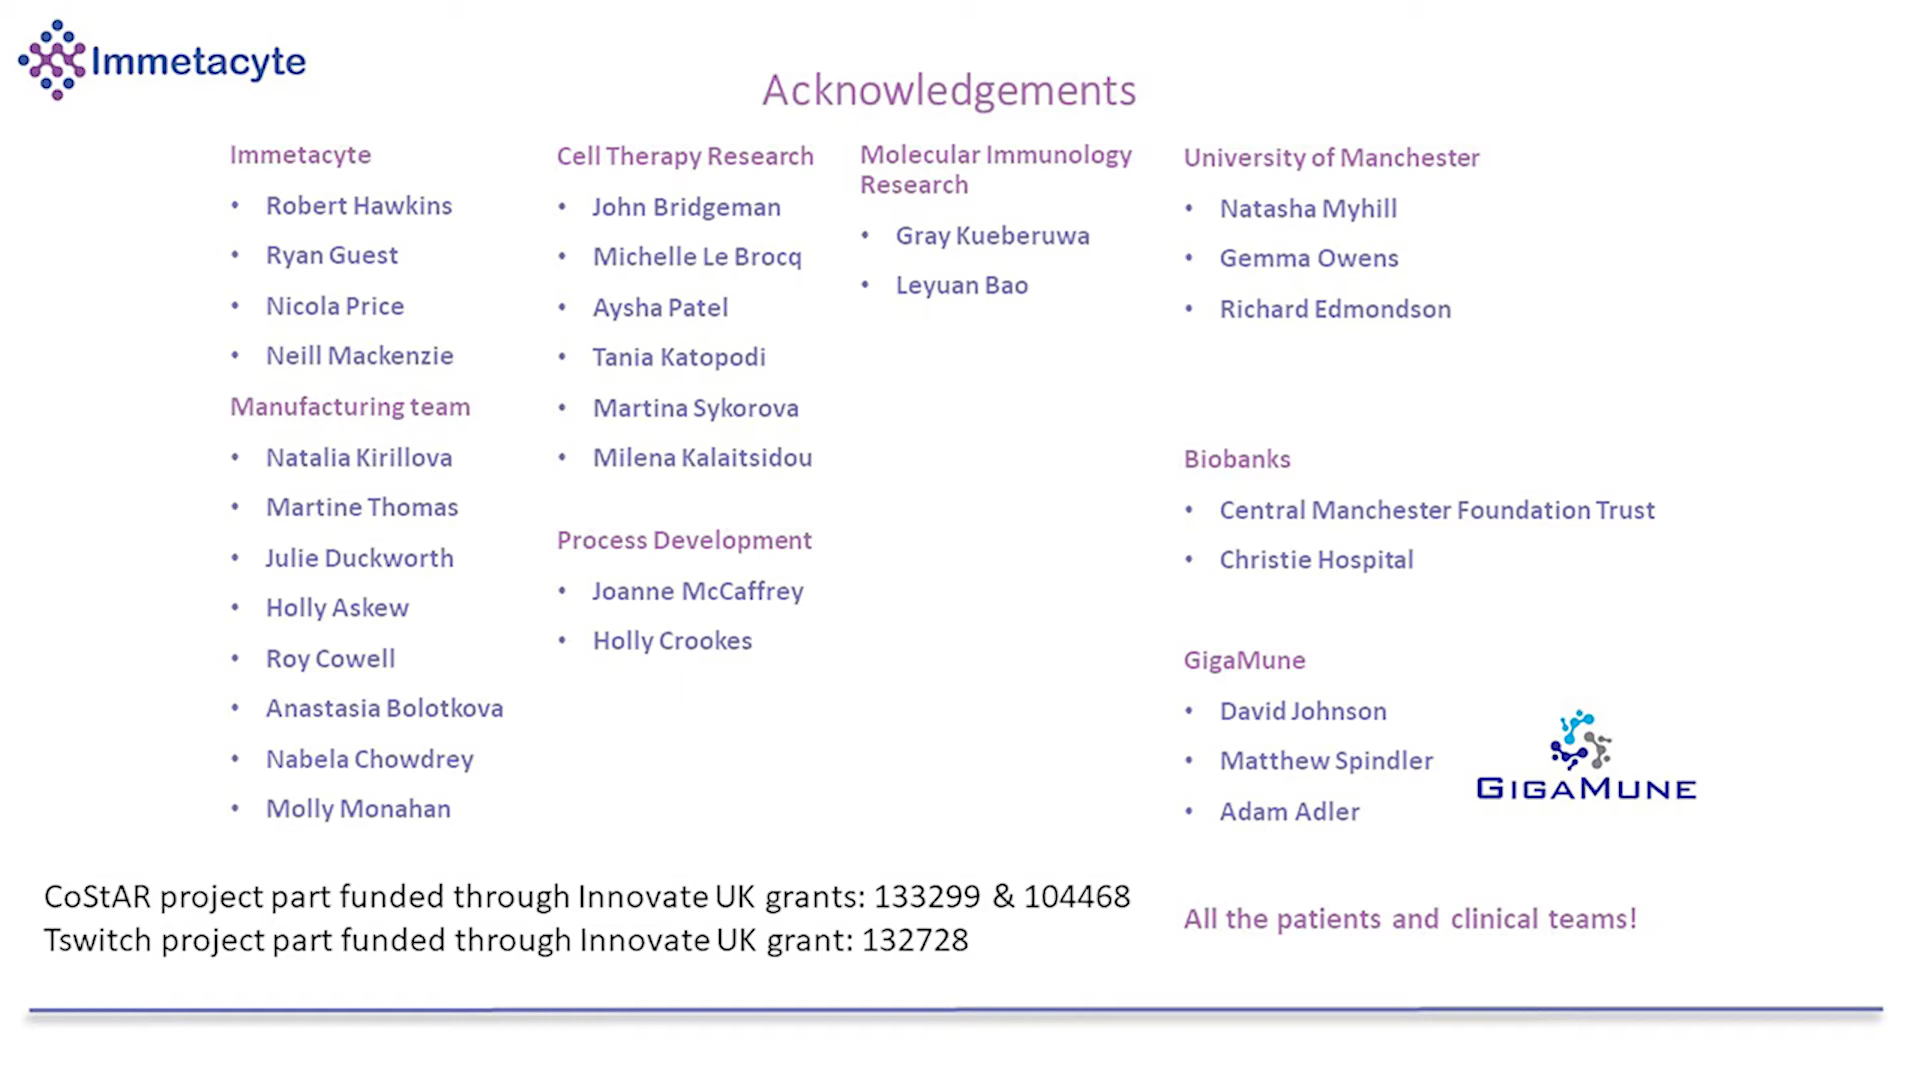 Immetacyte
Acknowledgements
Immetacyte
• Robert Hawkins
• Ryan Guest
• Nicola Price
• Neill Mackenzie
Manufacturing team
• Natalia Kirillova
• Martine Thomas
• Julie Duckworth
• Holly Askew
• Roy Cowell
• Anastasia Bolotkova
• Nabela Chowdrey
• Molly Monahan
Cell Therapy Research
• John Bridgeman
• Michelle Le Brocq
• Aysha Patel
• Tania Katopodi
• Martina Sykorova
• Milena Kalaitsidou
Process Development
• Joanne McCaffrey
• Holly Crookes
Molecular Immunology
Research
• Gray Kueberuwa
• Leyuan Bao
University of Manchester
• Natasha Myhill
• Gemma Owens
• Richard Edmondson
Biobanks
• Central Manchester Foundation Trust
• Christie Hospital
GigaMune
• David Johnson
• Matthew Spindler
• Adam Adler
GIGAMUNE
CoStAR project part funded through Innovate UK grants: 133299 & 104468
Tswitch project part funded through Innovate UK grant: 132728
All the patients and clinical teams!